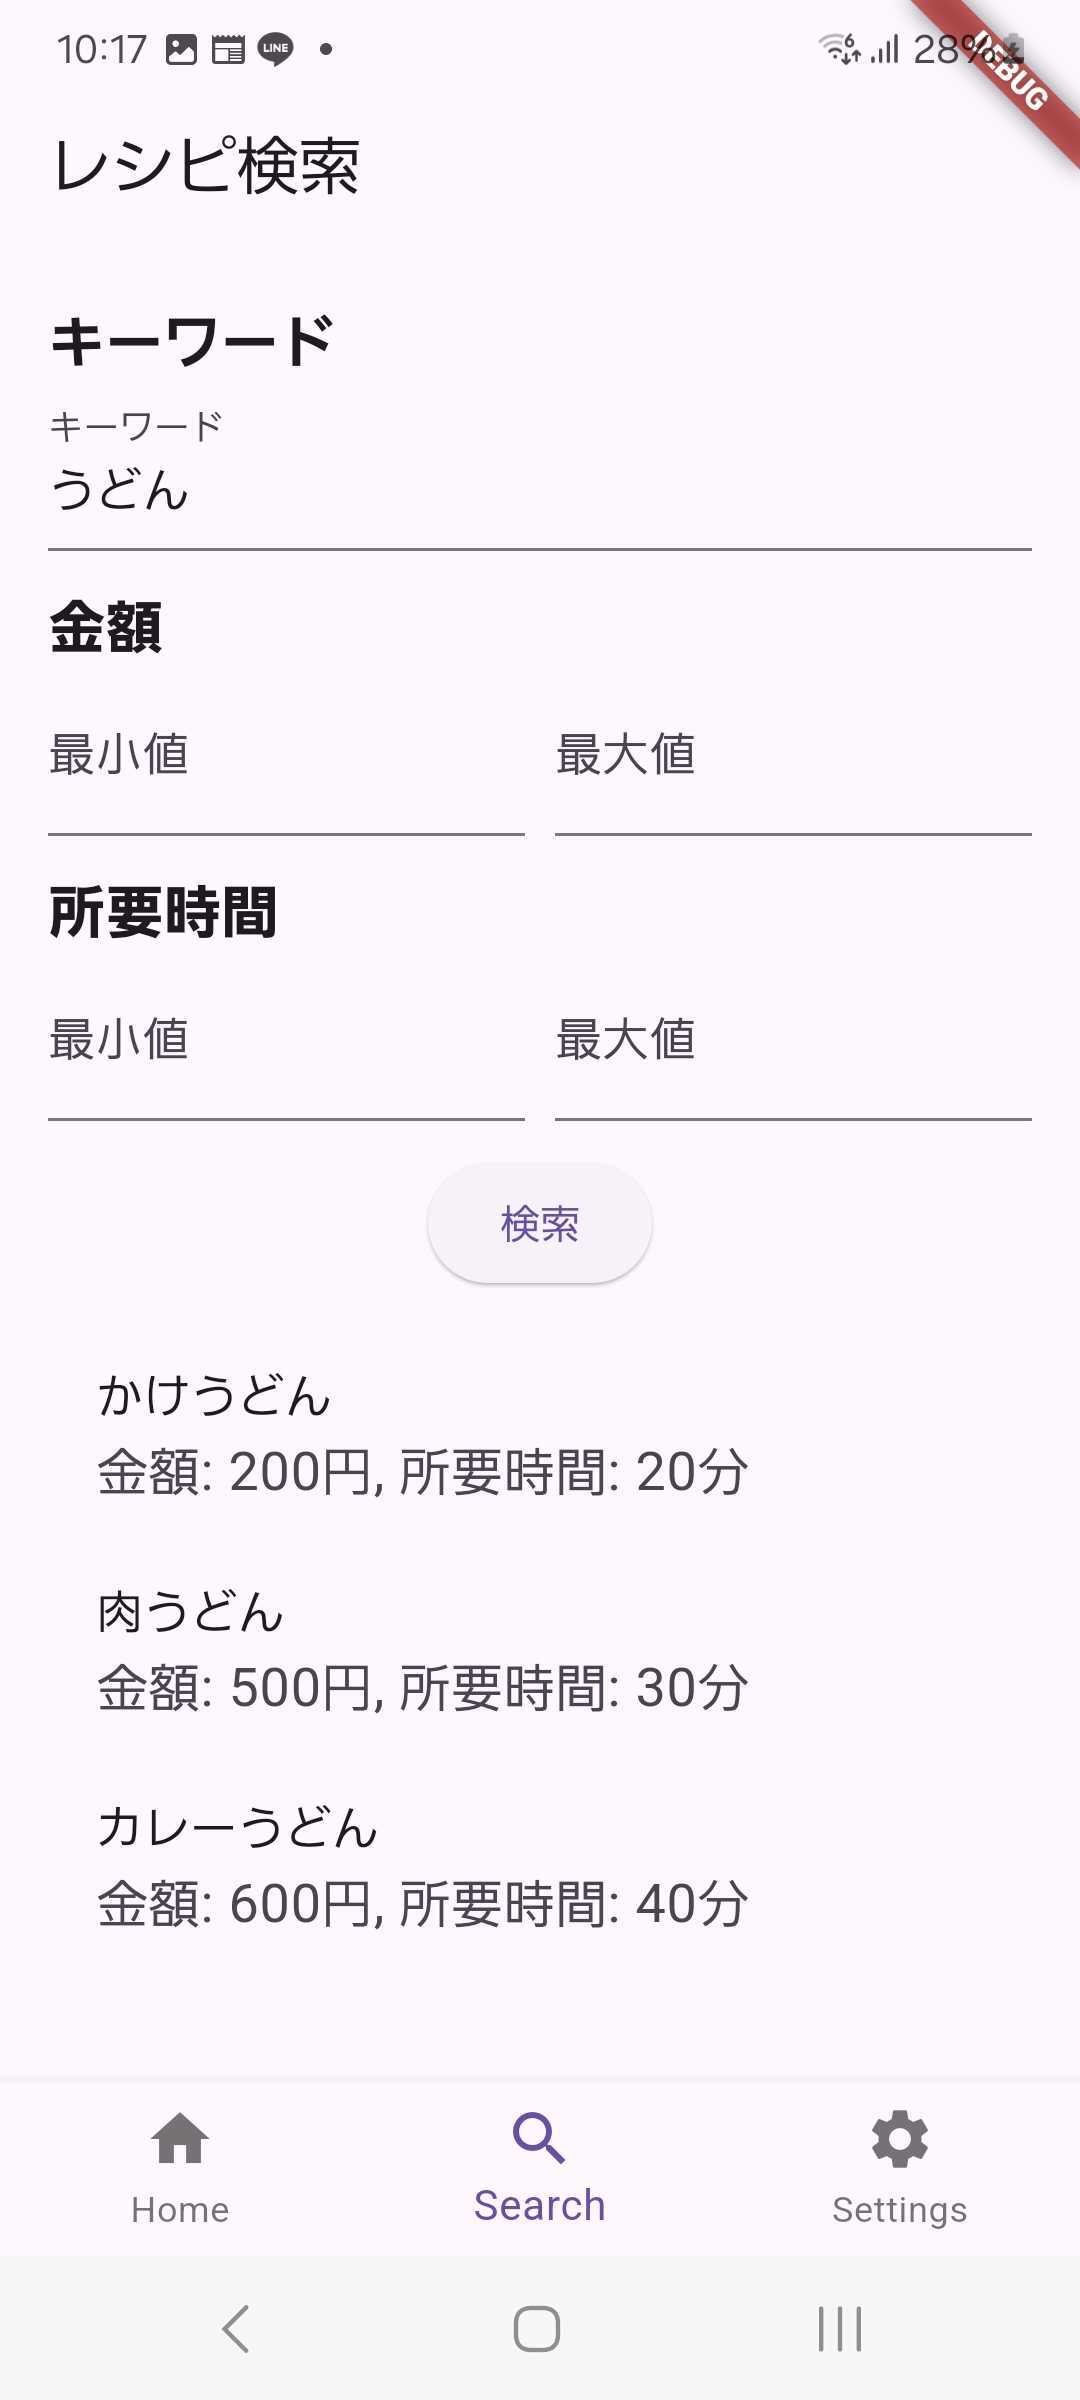 10:17 LINE 6 28%
DEBUG
レシピ検索
キーワード
キーワード
うどん
金額
最小値 最大値
所要時間
最小値 最大値
検索
かけうどん
金額: 200円, 所要時間: 20分
肉うどん
金額: 500円, 所要時間: 30分
カレーうどん
金額: 600円, 所要時間: 40分
Home Search Settings